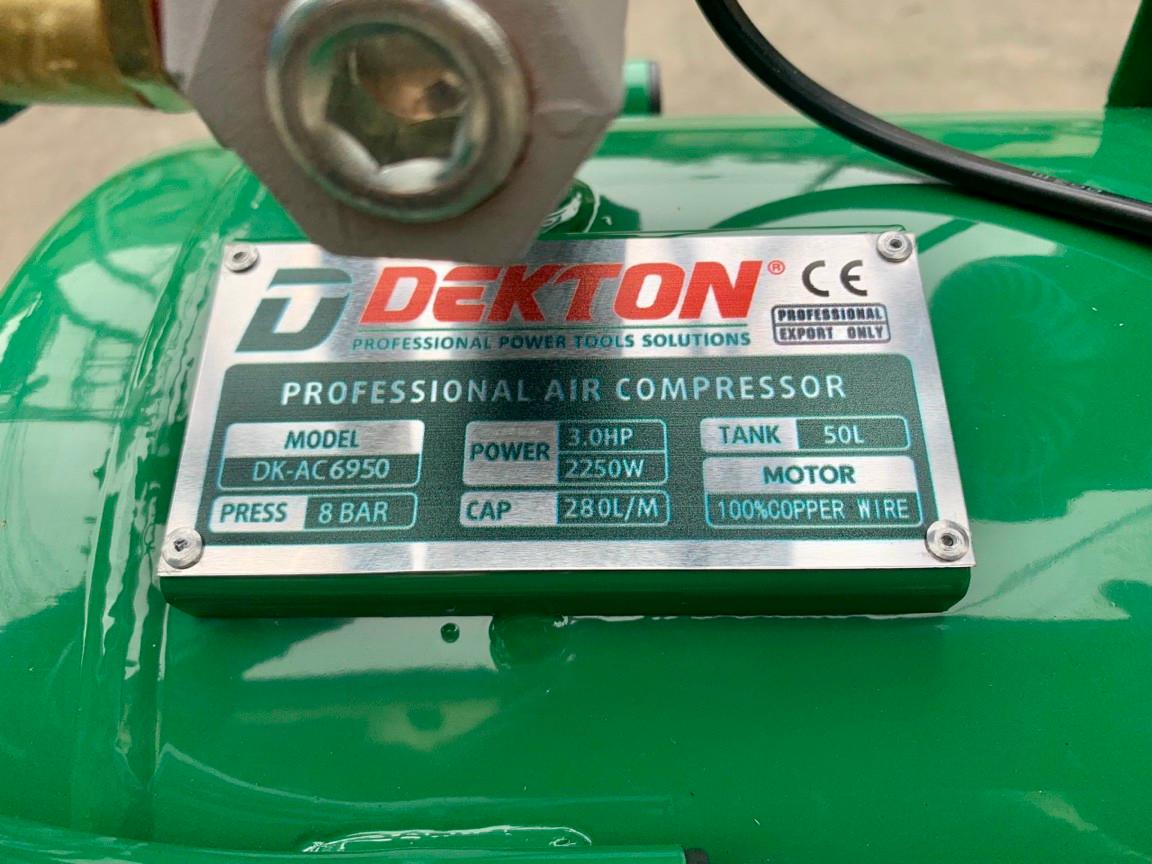 DEKTON® CE
PROFESSIONAL POWER TOOLS SOLUTIONS
PROFESSIONAL
EXPORT ONLY
PROFESSIONAL AIR COMPRESSOR
MODEL
DK-AC6950
PRESS 8 BAR
POWER 3.0HP
2250W
CAP 280L/M
TANK 50L
MOTOR
100%COPPER WIRE